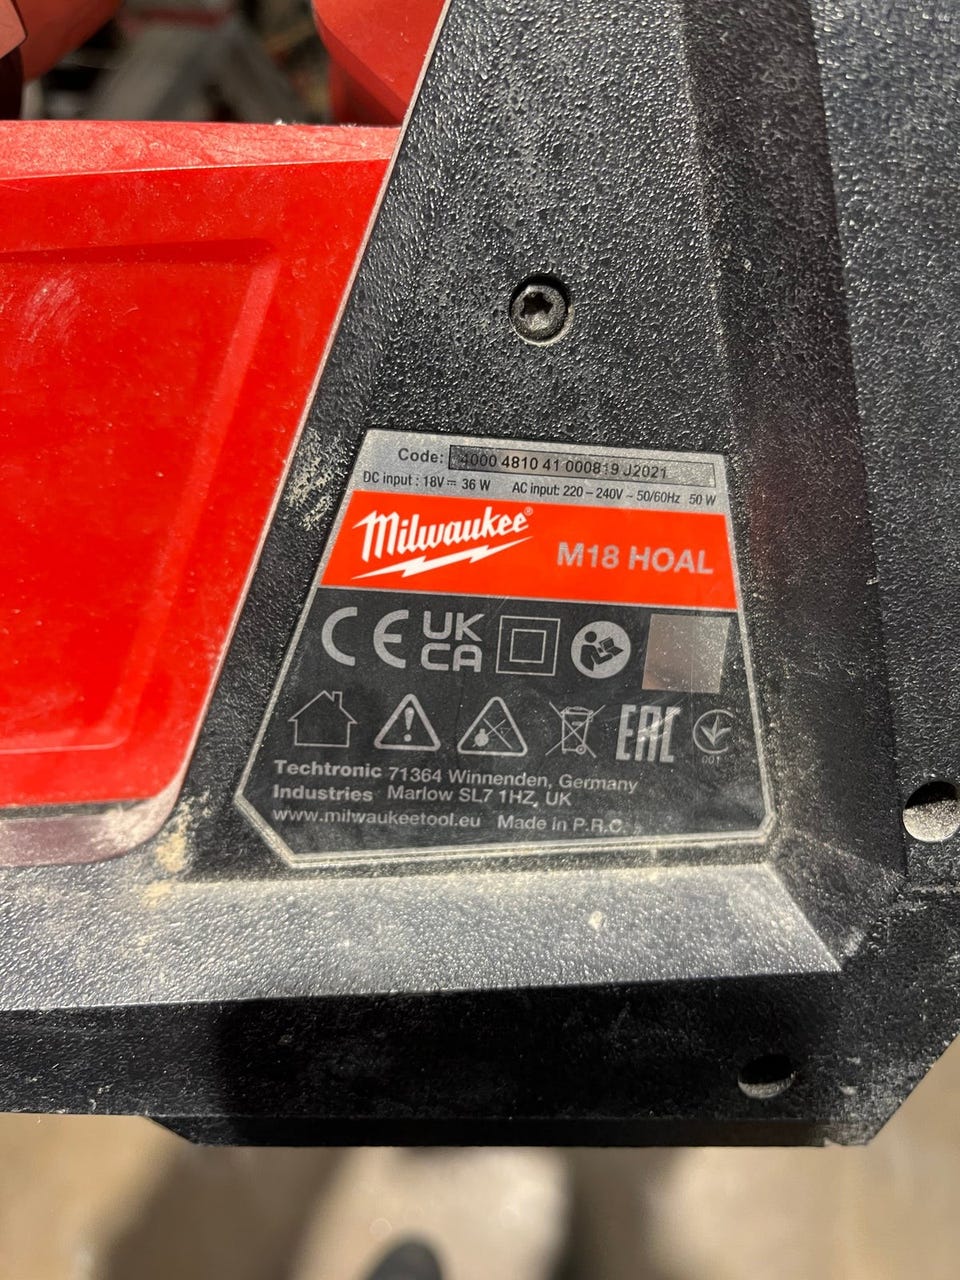 Code: 4000 4810 41 000819 J2021
DC input : 18V⎓ 36 W AC input: 220 – 240V ~ 50/60Hz 50 W
Milwaukee®
M18 HOAL
CE UK CA
EAC 001
Techtronic 71364 Winnenden, Germany
Industries Marlow SL7 1HZ, UK
www.milwaukeetool.eu Made in P.R.C.